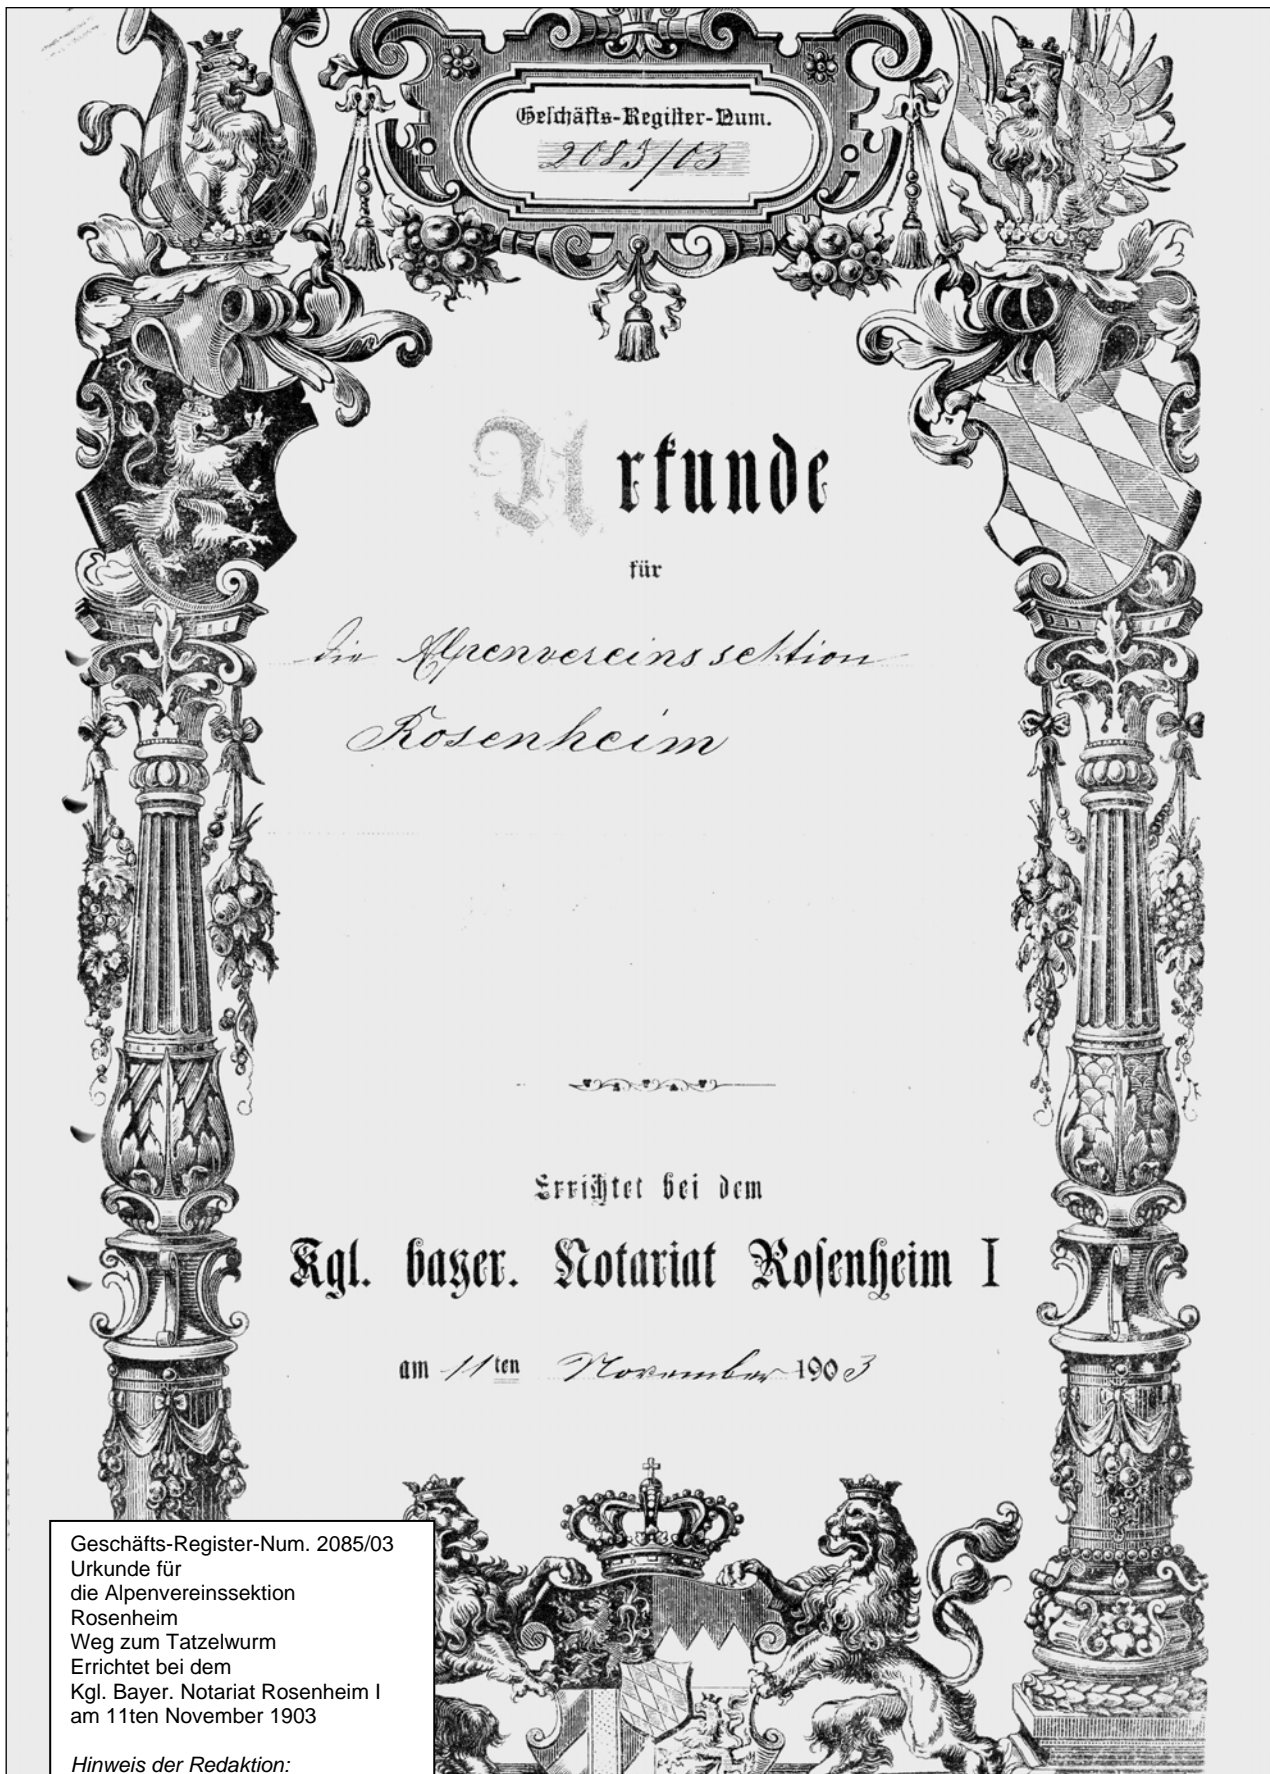 Geschäfts-Register-Num.
2085/03
Urkunde
für
die Alpenvereinssektion
Rosenheim
Errichtet bei dem
Kgl. bayer. Notariat Rosenheim I
am 11ten November 1903
Geschäfts-Register-Num. 2085/03
Urkunde für
die Alpenvereinssektion
Rosenheim
Weg zum Tatzelwurm
Errichtet bei dem
Kgl. Bayer. Notariat Rosenheim I
am 11ten November 1903
Hinweis der Redaktion: